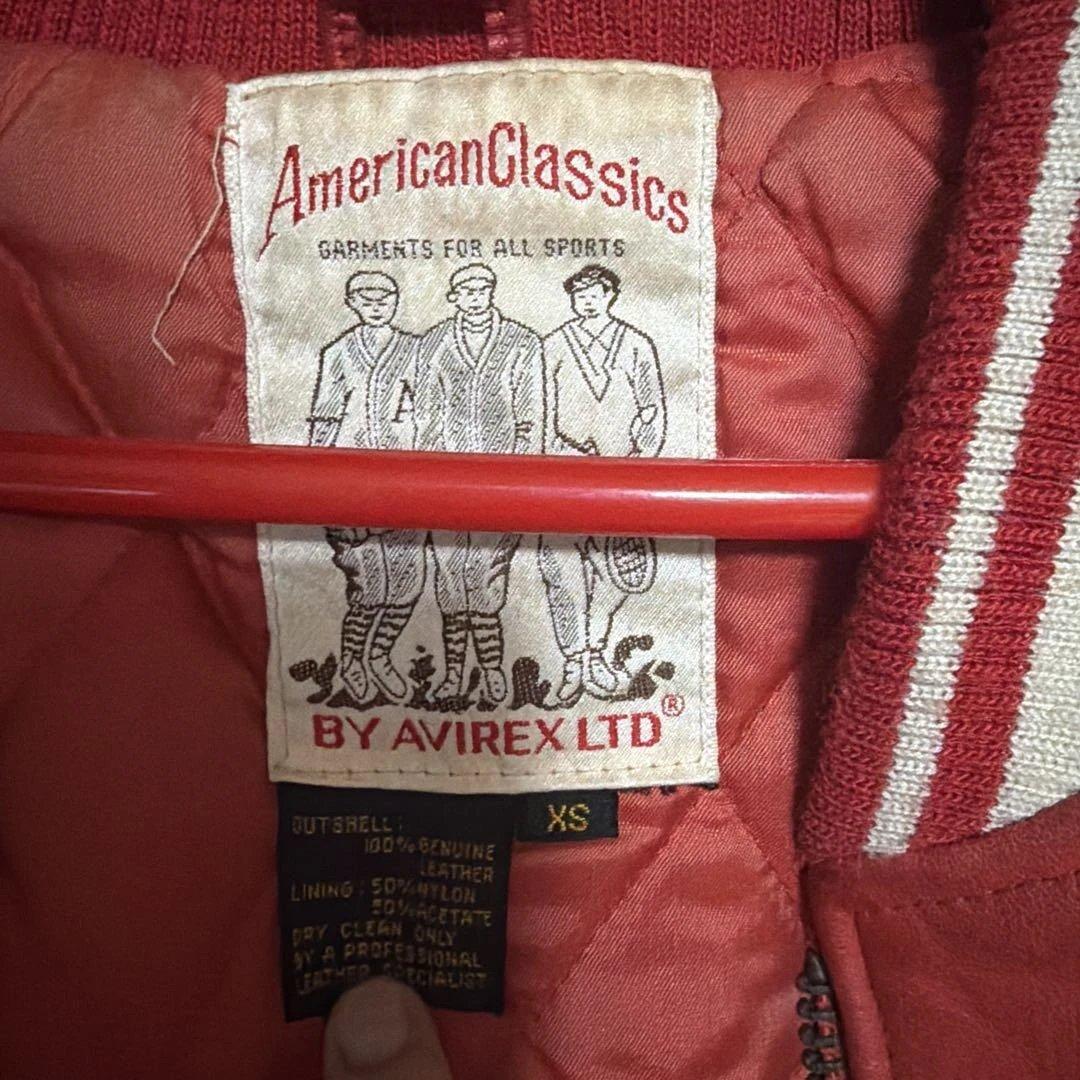 AmericanClassics
GARMENTS FOR ALL SPORTS
A
BY AVIREX LTD®
XS
OUTSHELL:
100% GENUINE
LEATHER
LINING: 50% NYLON
50% ACETATE
DRY CLEAN ONLY
BY A PROFESSIONAL
LEATHER SPECIALIST